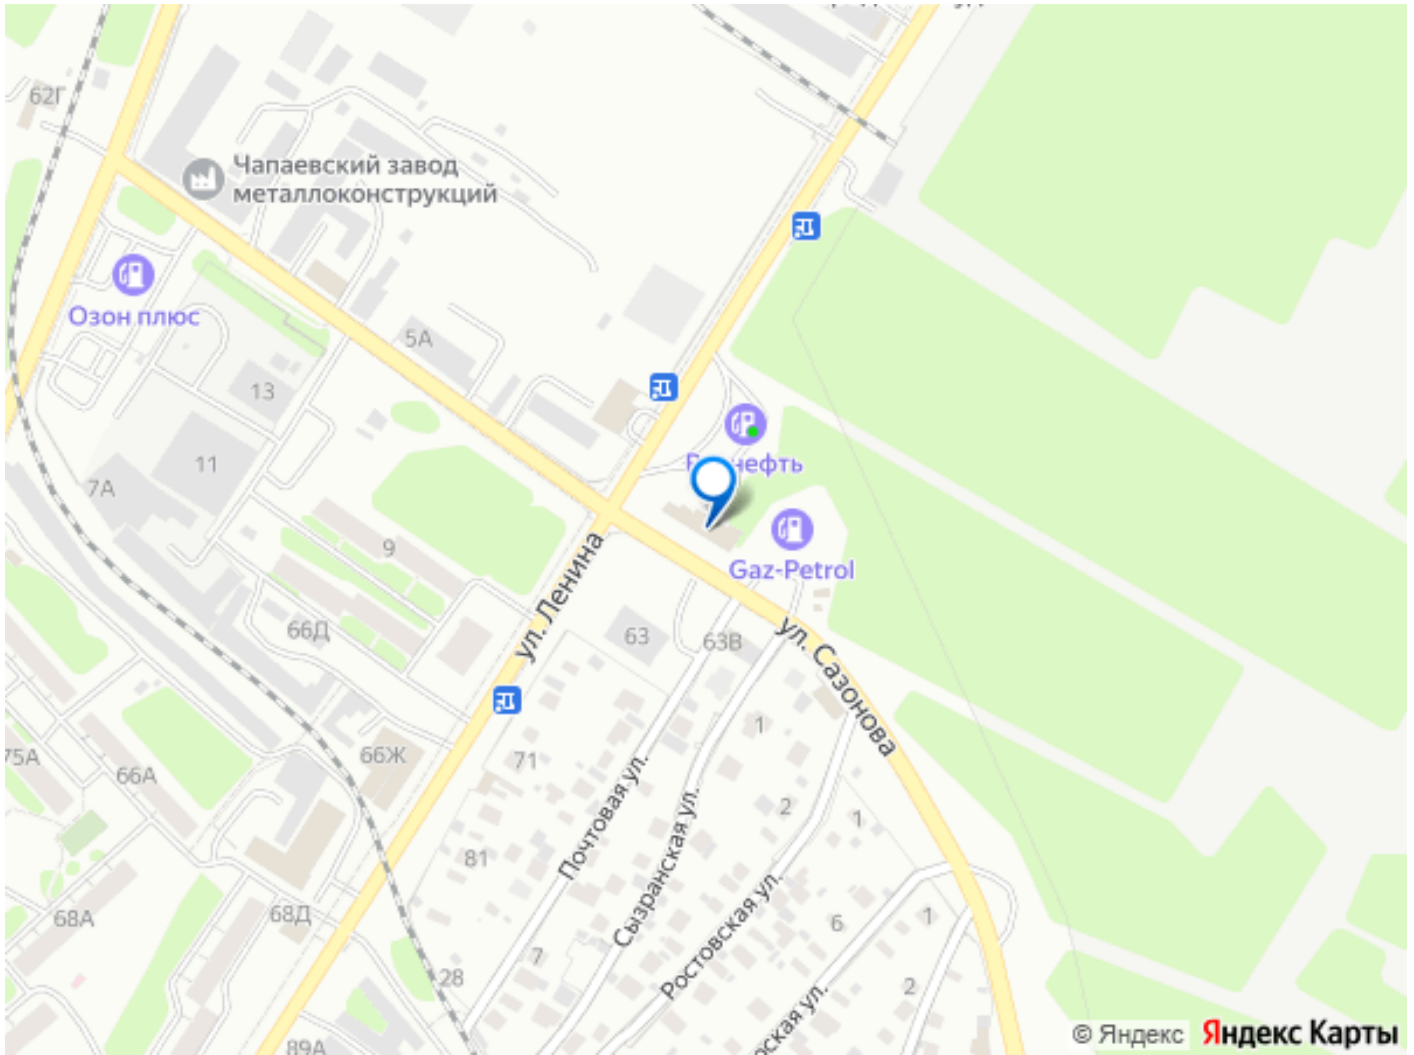 62Г
Чапаевский завод
металлоконструкций
Озон плюс
5А
13
11
7А
9
нефть
Gaz-Petrol
ул. Ленина
66Д
63
63В
ул. Сазонова
1
75А
66А
66Ж
71
2
1
Почтовая ул.
Сызранская ул.
81
Ростовская ул.
68А
68Д
7
6
1
28
2
ул.
89А
© Яндекс
Яндекс Карты